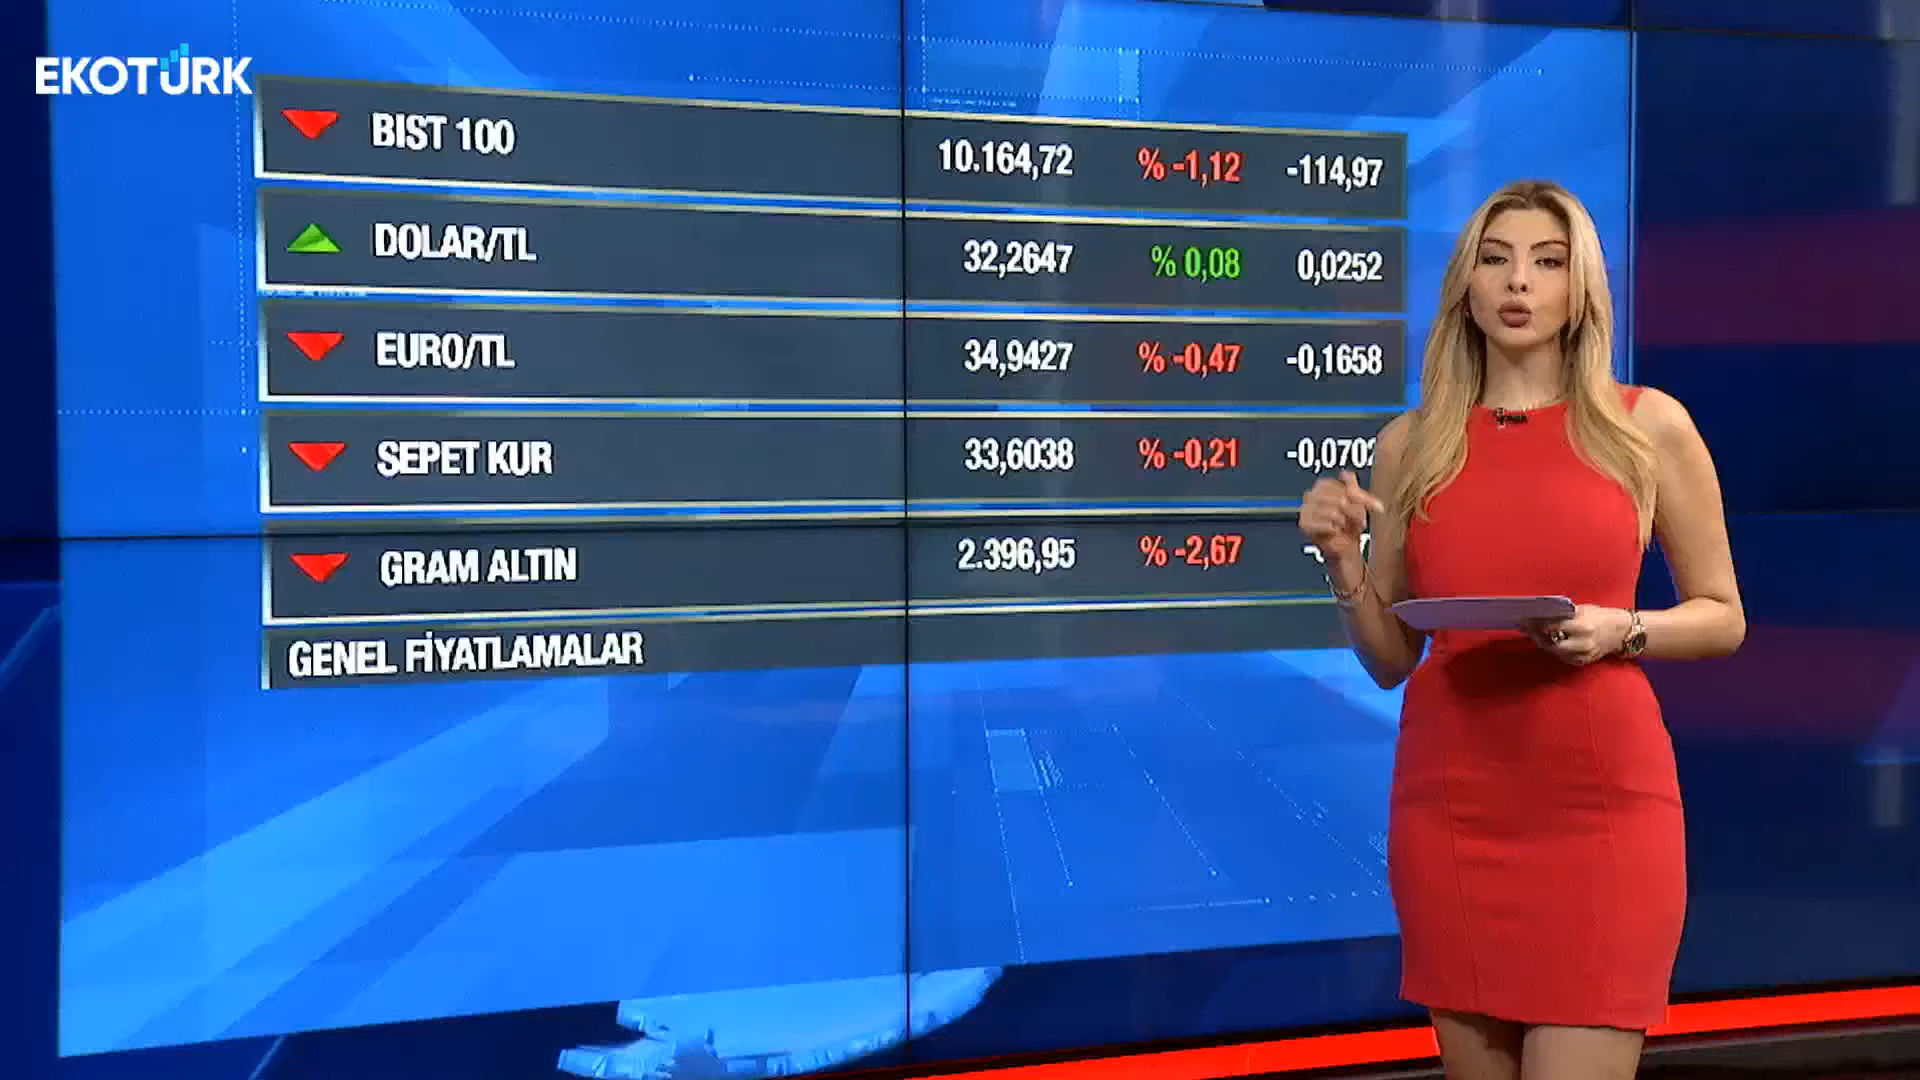 EKOTÜRK
BIST 100 10.164,72 % -1,12 -114,97
DOLAR/TL 32,2647 % 0,08 0,0252
EURO/TL 34,9427 % -0,47 -0,1658
SEPET KUR 33,6038 % -0,21 -0,0702
GRAM ALTIN 2.396,95 % -2,67
GENEL FİYATLAMALAR